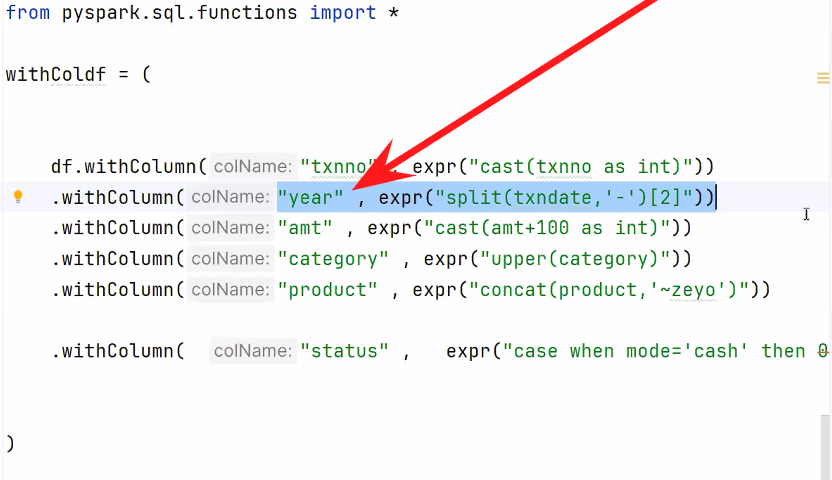 from pyspark.sql.functions import *
withColdf = (
df.withColumn( colName: "txnno" , expr("cast(txnno as int)"))
.withColumn( colName: "year" , expr("split(txndate,'-')[2]"))
.withColumn( colName: "amt" , expr("cast(amt+100 as int)"))
.withColumn( colName: "category" , expr("upper(category)"))
.withColumn( colName: "product" , expr("concat(product,'~zeyo')"))
.withColumn( colName: "status" , expr("case when mode='cash' then 0
)